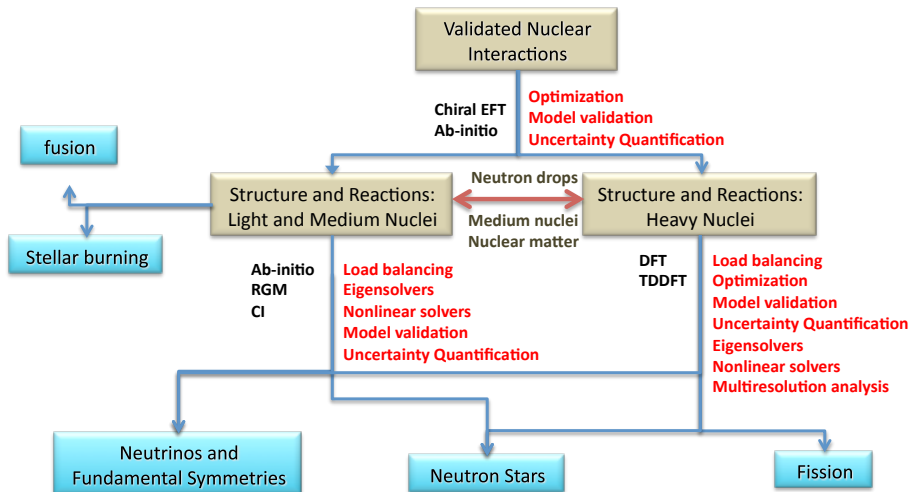 Validated Nuclear
Interactions
Chiral EFT
Ab-initio
Optimization
Model validation
Uncertainty Quantification
fusion
Stellar burning
Structure and Reactions:
Light and Medium Nuclei
Neutron drops
Medium nuclei
Nuclear matter
Structure and Reactions:
Heavy Nuclei
Ab-initio
RGM
CI
Load balancing
Eigensolvers
Nonlinear solvers
Model validation
Uncertainty Quantification
DFT
TDDFT
Load balancing
Optimization
Model validation
Uncertainty Quantification
Eigensolvers
Nonlinear solvers
Multiresolution analysis
Neutrinos and
Fundamental Symmetries
Neutron Stars
Fission